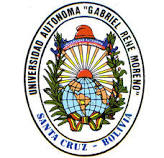 UNIVERSIDAD AUTONOMA "GABRIEL RENE MORENO"
SANTA CRUZ - BOLIVIA